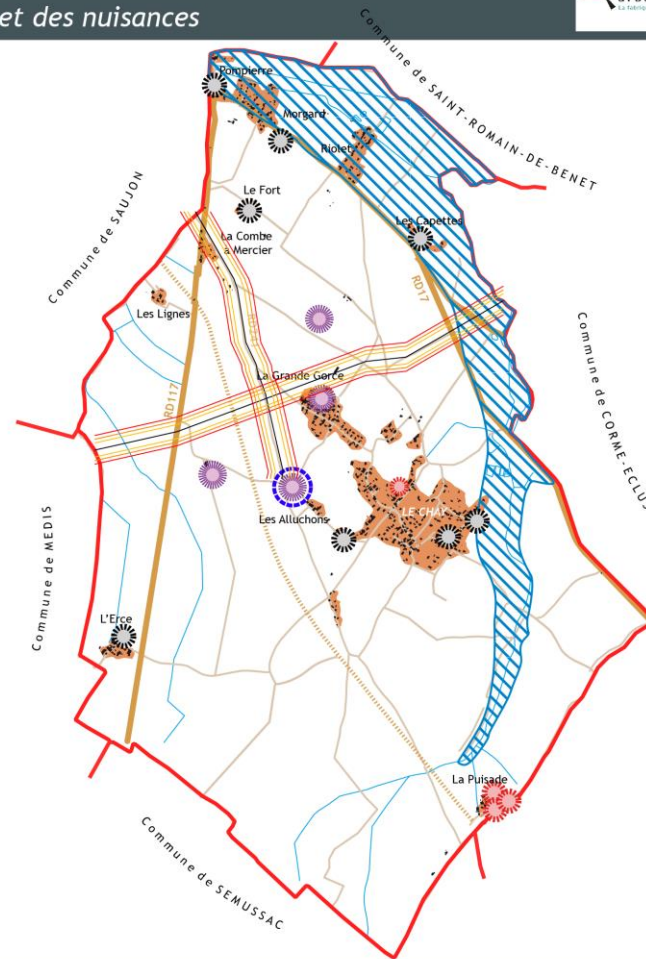 et des nuisances
Commune de SAINT-ROMAIN-DE-BENET
Pompierre
Morgard
Riolet
Le Fort
Les Capettes
La Combe
à Mercier
Commune de SAUJON
RD17
Les Lignes
Commune de CORME-ECLUS
La Grande Gorce
RD117
LE CHAY
Les Alluchons
Commune de MEDIS
L'Erce
La Puisade
Commune de SEMUSSAC